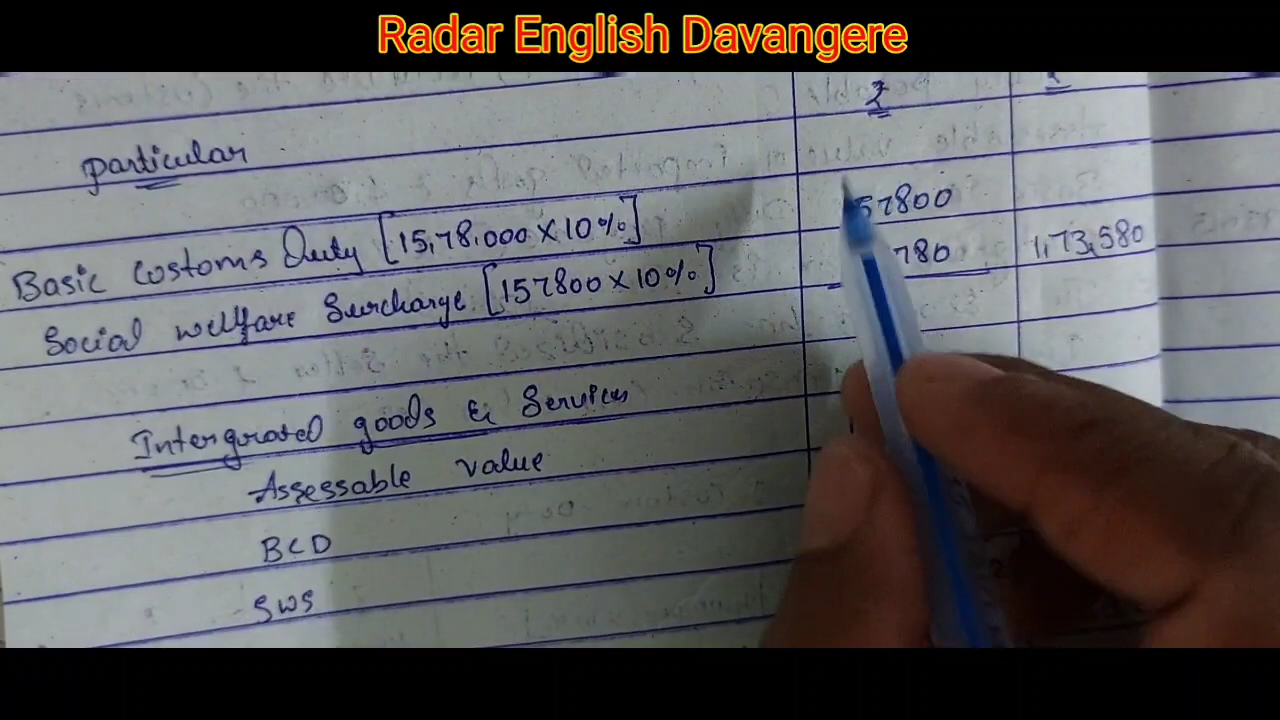 Radar English Davangere
₹ ₹
particular
Basic Customs Duty [15,78,000 × 10%] 57800
Social welfare Surcharge [157800 × 10%] 780 1,73,580
Intergrated goods & Services
Assessable value
BCD
SWS